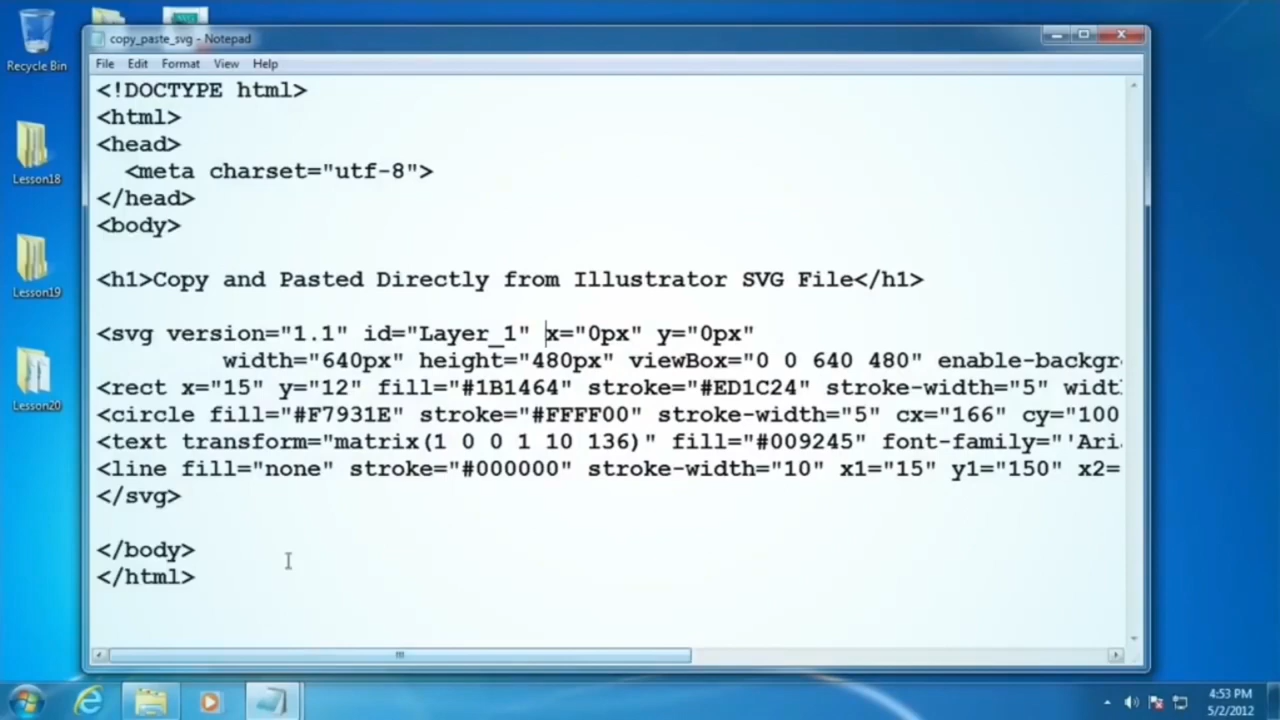 SVG
Recycle Bin
Lesson18
Lesson19
Lesson20
copy_paste_svg - Notepad
File Edit Format View Help
<!DOCTYPE html>
<html>
<head>
<meta charset="utf-8">
</head>
<body>
<h1>Copy and Pasted Directly from Illustrator SVG File</h1>
<svg version="1.1" id="Layer_1" x="0px" y="0px"
width="640px" height="480px" viewBox="0 0 640 480" enable-backgr
<rect x="15" y="12" fill="#1B1464" stroke="#ED1C24" stroke-width="5" widt
<circle fill="#F7931E" stroke="#FFFF00" stroke-width="5" cx="166" cy="100
<text transform="matrix(1 0 0 1 10 136)" fill="#009245" font-family="'Ari
<line fill="none" stroke="#000000" stroke-width="10" x1="15" y1="150" x2=
</svg>
</body>
</html>
4:53 PM
5/2/2012